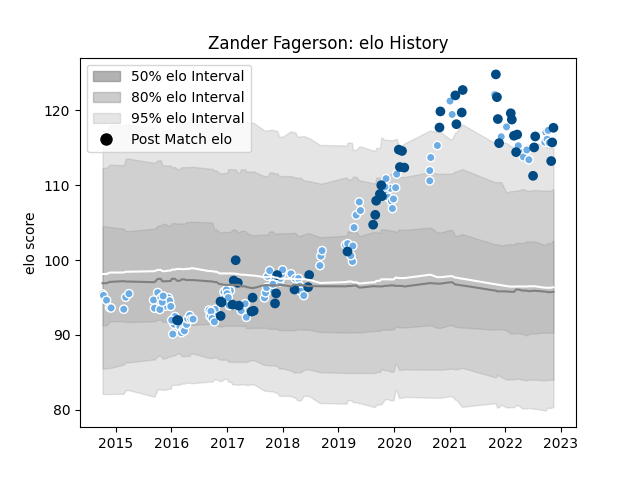 Zander Fagerson: elo History
50% elo Interval
80% elo Interval
95% elo Interval
Post Match elo
elo score
120
110
100
90
80
2015 2016 2017 2018 2019 2020 2021 2022 2023